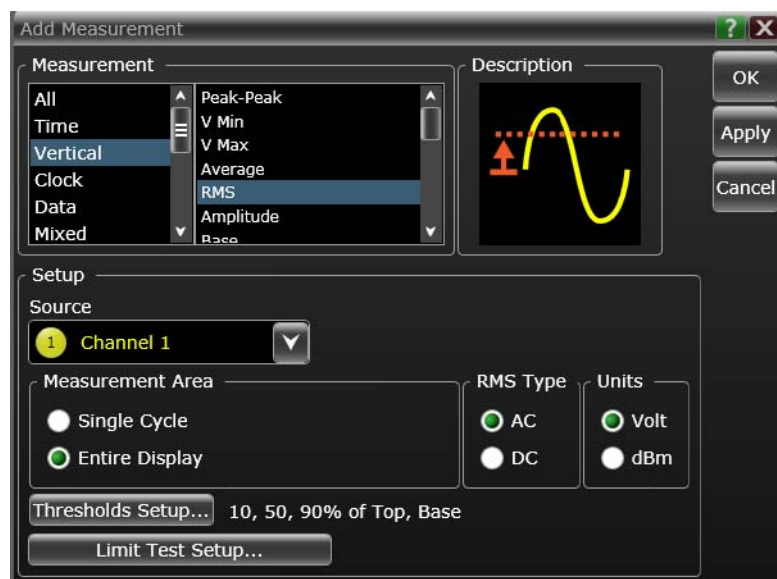 Add Measurement
?
X
Measurement
All
Time
Vertical
Clock
Data
Mixed
Peak-Peak
V Min
V Max
Average
RMS
Amplitude
Base
Description
OK
Apply
Cancel
Setup
Source
1 Channel 1
Measurement Area
Single Cycle
Entire Display
RMS Type
AC
DC
Units
Volt
dBm
Thresholds Setup... 10, 50, 90% of Top, Base
Limit Test Setup...